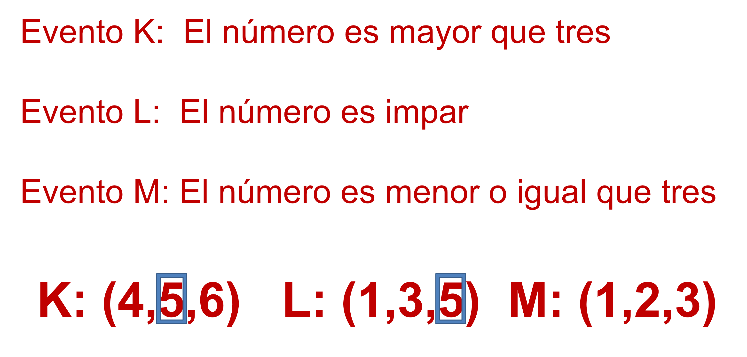 Evento K:  El número es mayor que tres
Evento L:  El número es impar
Evento M: El número es menor o igual que tres
K: (4,5,6)   L: (1,3,5)  M: (1,2,3)